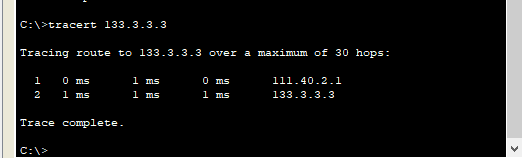 C:\>tracert 133.3.3.3
Tracing route to 133.3.3.3 over a maximum of 30 hops:
1 0 ms 1 ms 0 ms 111.40.2.1
2 1 ms 1 ms 1 ms 133.3.3.3
Trace complete.
C:\>